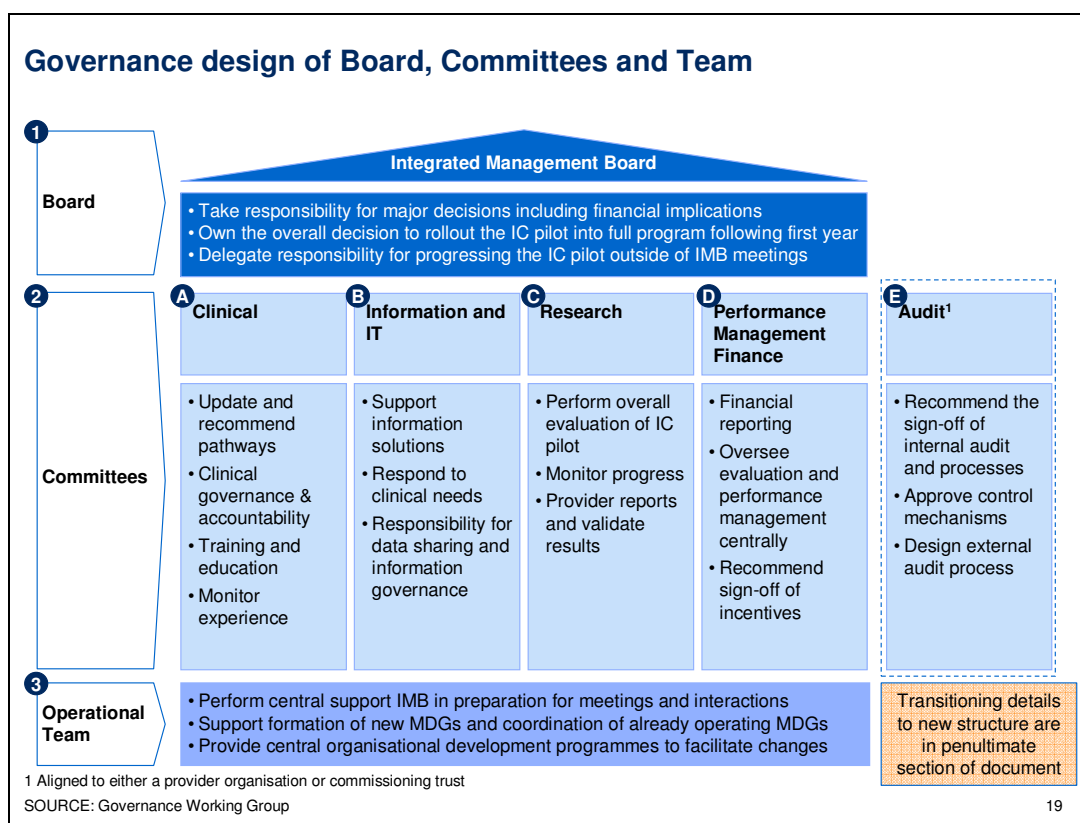 Governance design of Board, Committees and Team
1
Board
Integrated Management Board
• Take responsibility for major decisions including financial implications
• Own the overall decision to rollout the IC pilot into full program following first year
• Delegate responsibility for progressing the IC pilot outside of IMB meetings
2
Committees
A
Clinical
• Update and
recommend
pathways
• Clinical
governance &
accountability
• Training and
education
• Monitor
experience
B
Information and
IT
• Support
information
solutions
• Respond to
clinical needs
• Responsibility for
data sharing and
information
governance
C
Research
• Perform overall
evaluation of IC
pilot
• Monitor progress
• Provider reports
and validate
results
D
Performance
Management
Finance
• Financial
reporting
• Oversee
evaluation and
performance
management
centrally
• Recommend
sign-off of
incentives
E
Audit¹
• Recommend the
sign-off of
internal audit
and processes
• Approve control
mechanisms
• Design external
audit process
3
Operational
Team
• Perform central support IMB in preparation for meetings and interactions
• Support formation of new MDGs and coordination of already operating MDGs
• Provide central organisational development programmes to facilitate changes
Transitioning details
to new structure are
in penultimate
section of document
1 Aligned to either a provider organisation or commissioning trust
SOURCE: Governance Working Group
19